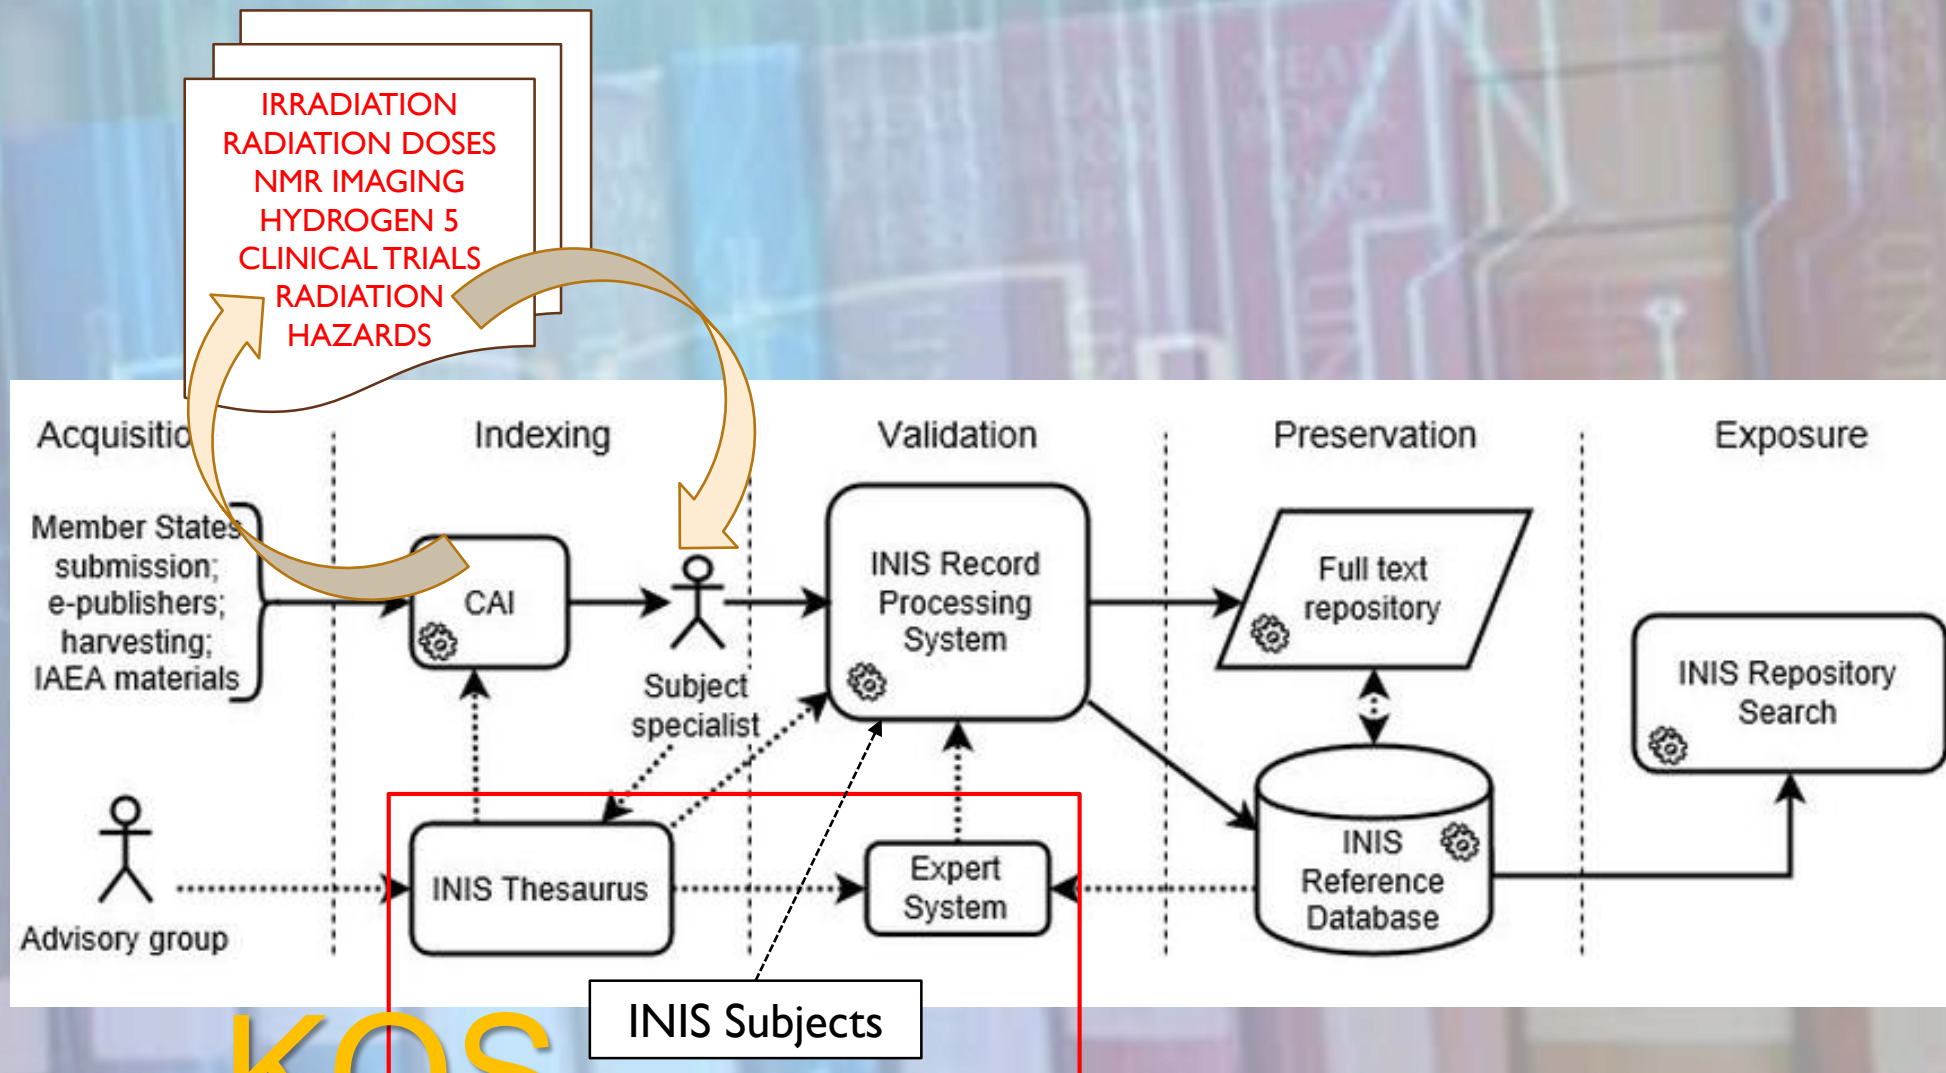 IRRADIATION
RADIATION DOSES
NMR IMAGING
HYDROGEN 5
CLINICAL TRIALS
RADIATION
HAZARDS
Acquisitio
Indexing
Validation
Preservation
Exposure
Member States
submission;
e-publishers;
harvesting;
IAEA materials
CAI
Subject
specialist
INIS Record
Processing
System
Full text
repository
INIS Repository
Search
Advisory group
INIS Thesaurus
Expert
System
INIS
Reference
Database
INIS Subjects
KOS